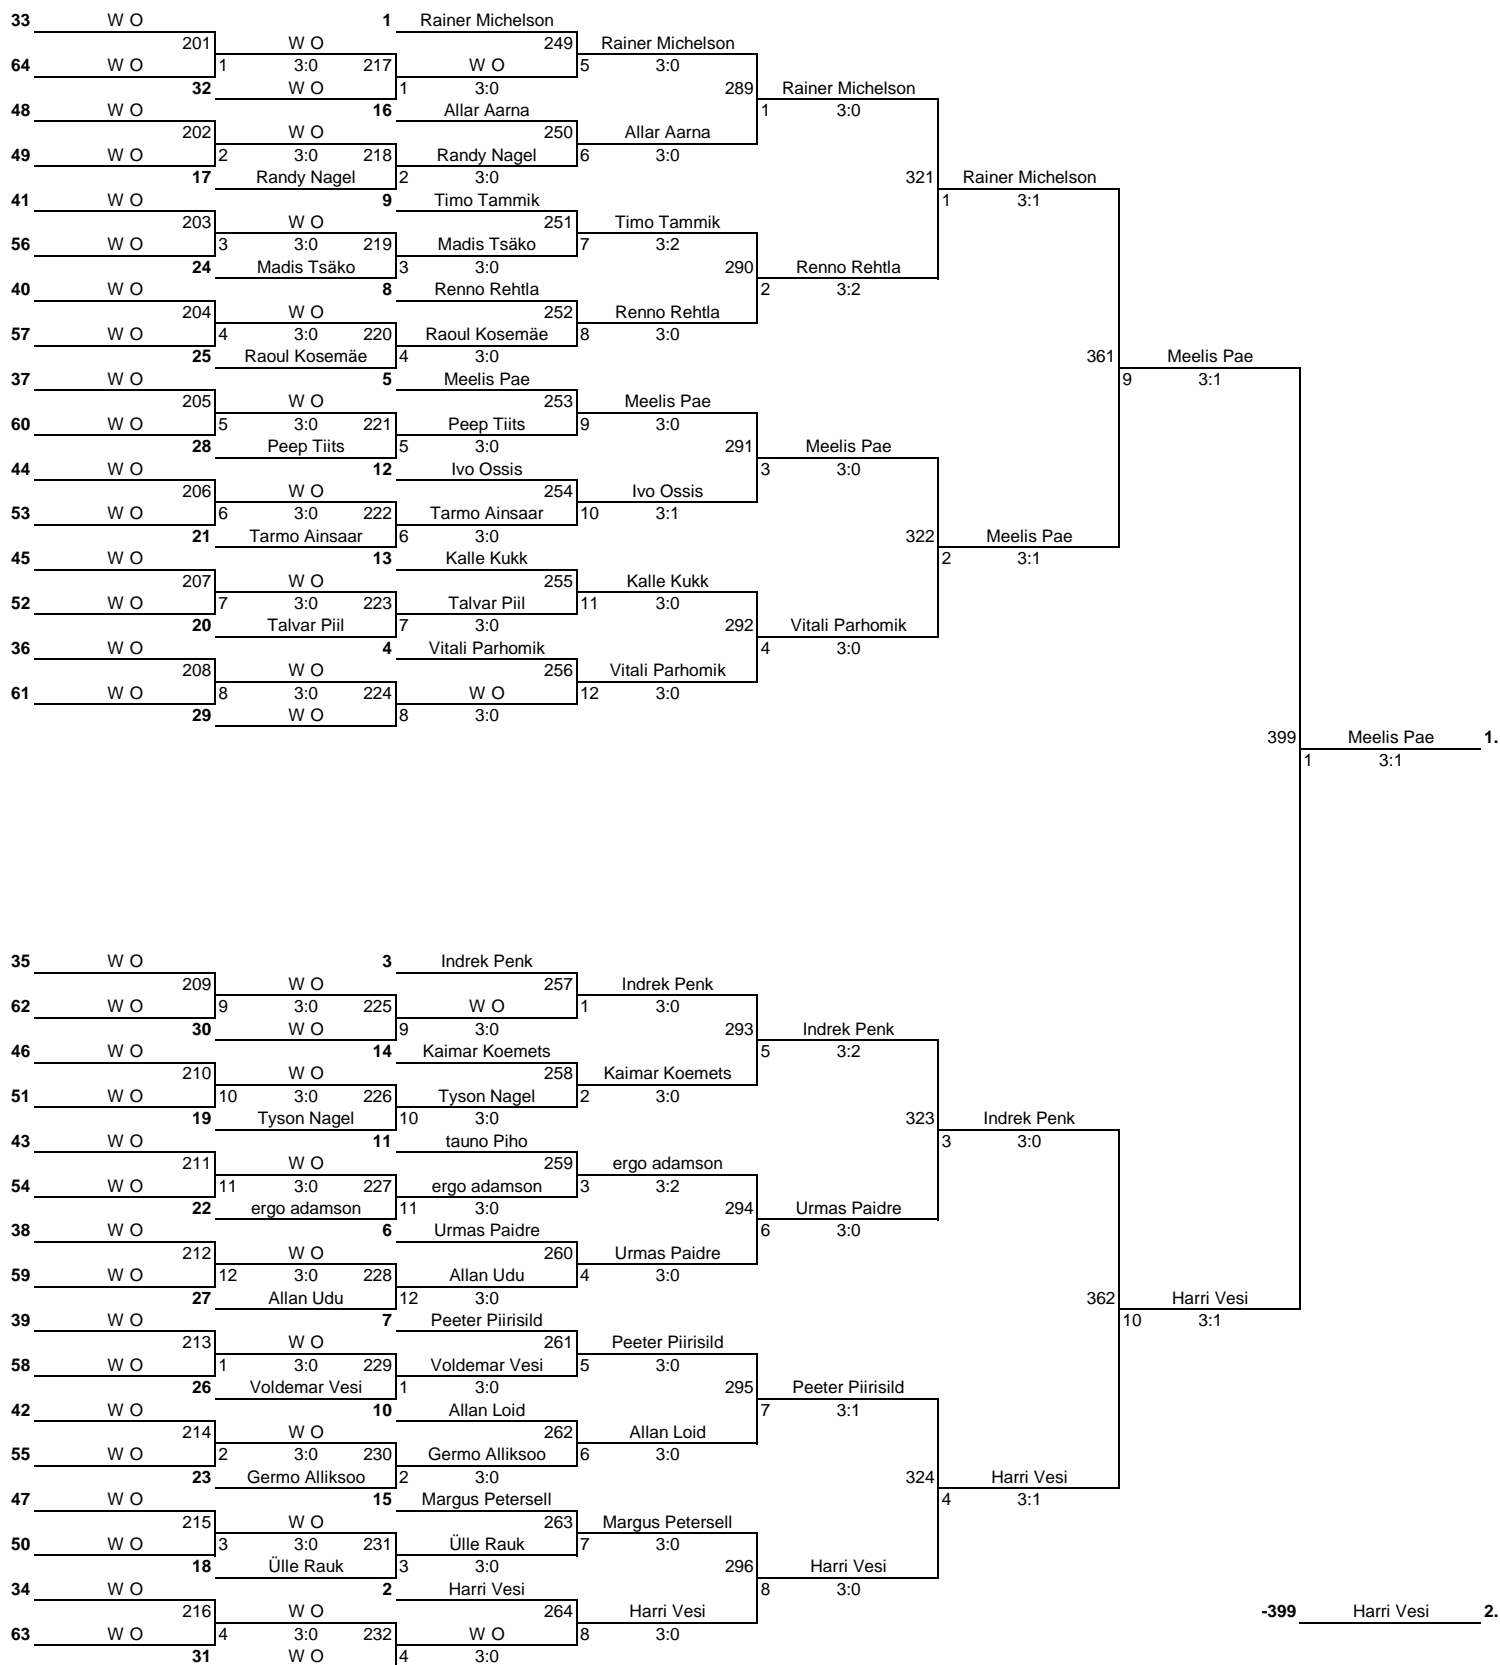 33 W O 1 Rainer Michelson
201 W O 249 Rainer Michelson
64 W O 1 3:0 217 W O 5 3:0
32 W O 1 3:0 289 Rainer Michelson
48 W O 16 Allar Aarna 1 3:0
202 W O 250 Allar Aarna
49 W O 2 3:0 218 Randy Nagel 6 3:0
17 Randy Nagel 2 3:0 321 Rainer Michelson
41 W O 9 Timo Tammik 1 3:1
203 W O 251 Timo Tammik
56 W O 3 3:0 219 Madis Tsäko 7 3:2
24 Madis Tsäko 3 3:0 290 Renno Rehtla
40 W O 8 Renno Rehtla 2 3:2
204 W O 252 Renno Rehtla
57 W O 4 3:0 220 Raoul Kosemäe 8 3:0
25 Raoul Kosemäe 4 3:0 361 Meelis Pae
37 W O 5 Meelis Pae 9 3:1
205 W O 253 Meelis Pae
60 W O 5 3:0 221 Peep Tiits 9 3:0
28 Peep Tiits 5 3:0 291 Meelis Pae
44 W O 12 Ivo Ossis 3 3:0
206 W O 254 Ivo Ossis
53 W O 6 3:0 222 Tarmo Ainsaar 10 3:1
21 Tarmo Ainsaar 6 3:0 322 Meelis Pae
45 W O 13 Kalle Kukk 2 3:1
207 W O 255 Kalle Kukk
52 W O 7 3:0 223 Talvar Piil 11 3:0
20 Talvar Piil 7 3:0 292 Vitali Parhomik
36 W O 4 Vitali Parhomik 4 3:0
208 W O 256 Vitali Parhomik
61 W O 8 3:0 224 W O 12 3:0
29 W O 8 3:0
399 Meelis Pae 1.
1 3:1
35 W O 3 Indrek Penk
209 W O 257 Indrek Penk
62 W O 9 3:0 225 W O 1 3:0
30 W O 9 3:0 293 Indrek Penk
46 W O 14 Kaimar Koemets 5 3:2
210 W O 258 Kaimar Koemets
51 W O 10 3:0 226 Tyson Nagel 2 3:0
19 Tyson Nagel 10 3:0 323 Indrek Penk
43 W O 11 tauno Piho 3 3:0
211 W O 259 ergo adamson
54 W O 11 3:0 227 ergo adamson 3 3:2
22 ergo adamson 11 3:0 294 Urmas Paidre
38 W O 6 Urmas Paidre 6 3:0
212 W O 260 Urmas Paidre
59 W O 12 3:0 228 Allan Udu 4 3:0
27 Allan Udu 12 3:0 362 Harri Vesi
39 W O 7 Peeter Piirisild 10 3:1
213 W O 261 Peeter Piirisild
58 W O 1 3:0 229 Voldemar Vesi 5 3:0
26 Voldemar Vesi 1 3:0 295 Peeter Piirisild
42 W O 10 Allan Loid 7 3:1
214 W O 262 Allan Loid
55 W O 2 3:0 230 Germo Alliksoo 6 3:0
23 Germo Alliksoo 2 3:0 324 Harri Vesi
47 W O 15 Margus Petersell 4 3:1
215 W O 263 Margus Petersell
50 W O 3 3:0 231 Ülle Rauk 7 3:0
18 Ülle Rauk 3 3:0 296 Harri Vesi
34 W O 2 Harri Vesi 8 3:0
216 W O 264 Harri Vesi -399 Harri Vesi 2.
63 W O 4 3:0 232 W O 8 3:0
31 W O 4 3:0